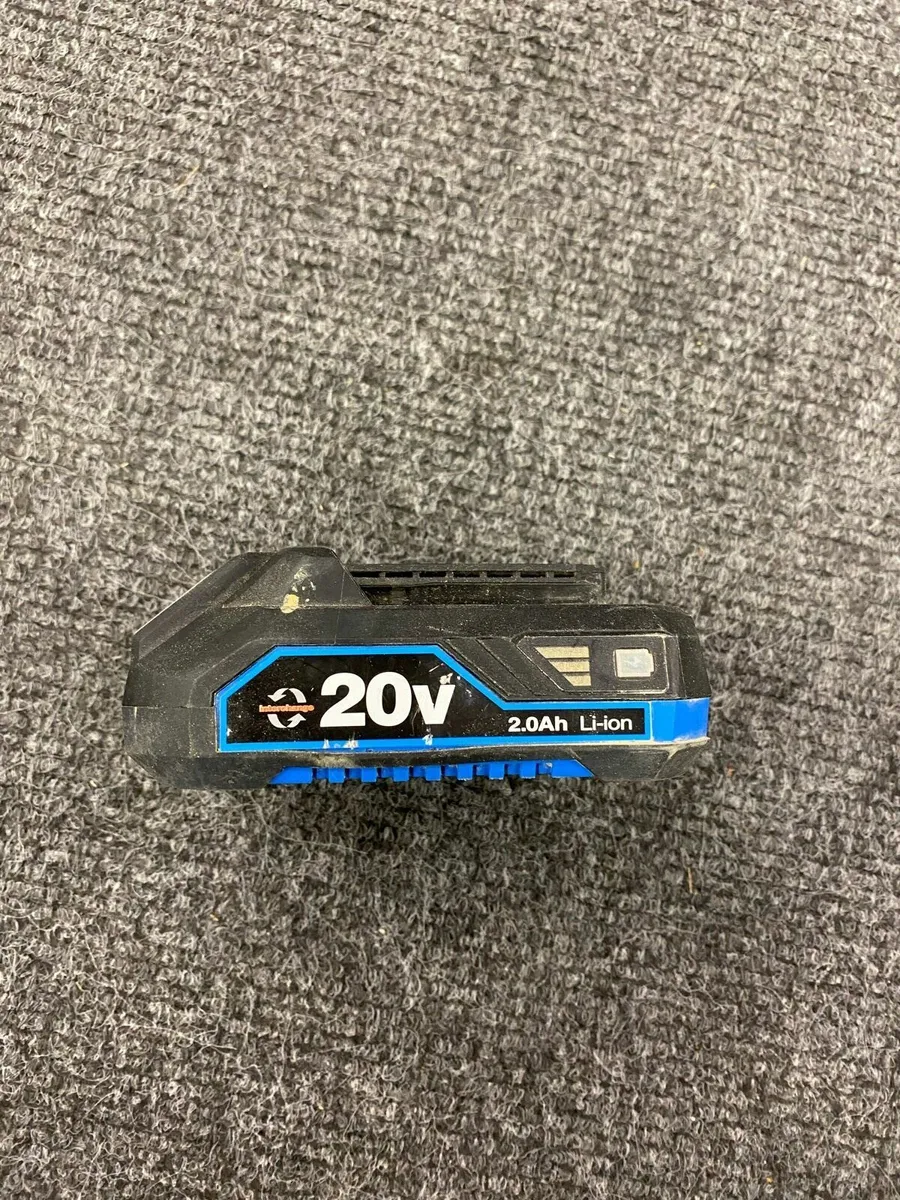 Interchange
20v
2.0Ah Li-ion